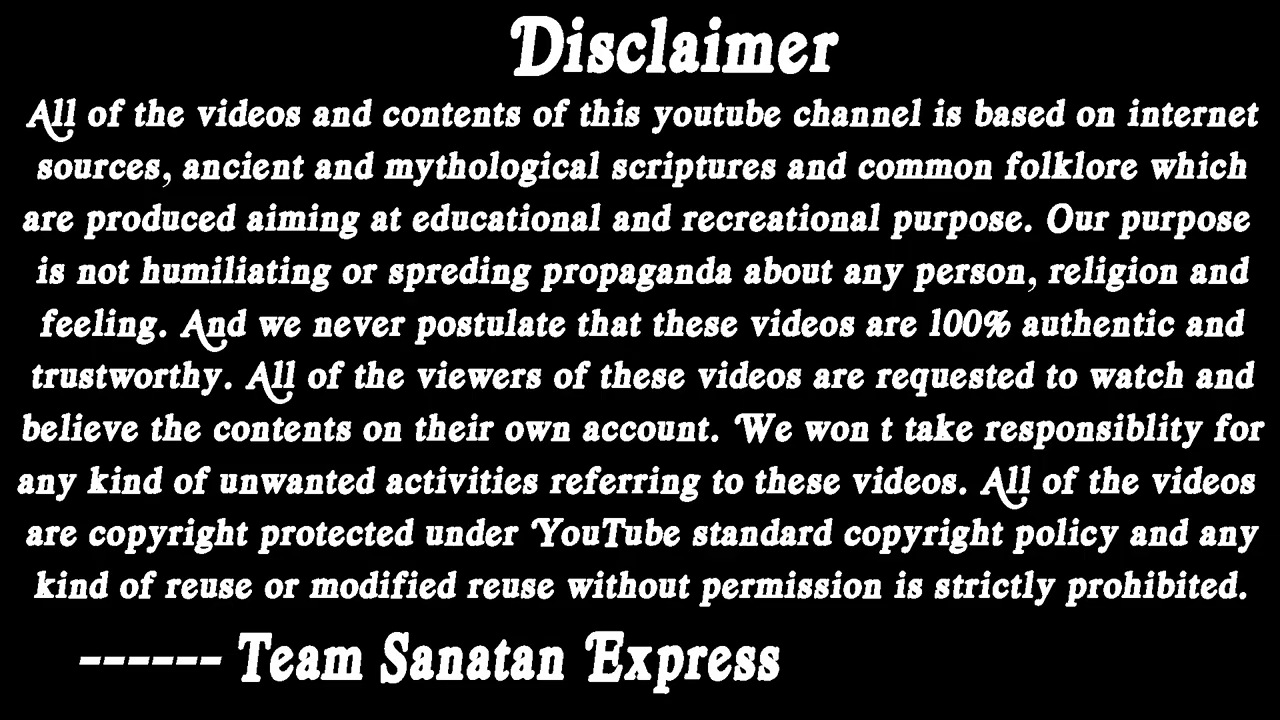 Disclaimer
All of the videos and contents of this youtube channel is based on internet
sources, ancient and mythological scriptures and common folklore which
are produced aiming at educational and recreational purpose. Our purpose
is not humiliating or spreding propaganda about any person, religion and
feeling. And we never postulate that these videos are 100% authentic and
trustworthy. All of the viewers of these videos are requested to watch and
believe the contents on their own account. We won t take responsiblity for
any kind of unwanted activities referring to these videos. All of the videos
are copyright protected under YouTube standard copyright policy and any
kind of reuse or modified reuse without permission is strictly prohibited.
------ Team Sanatan Express